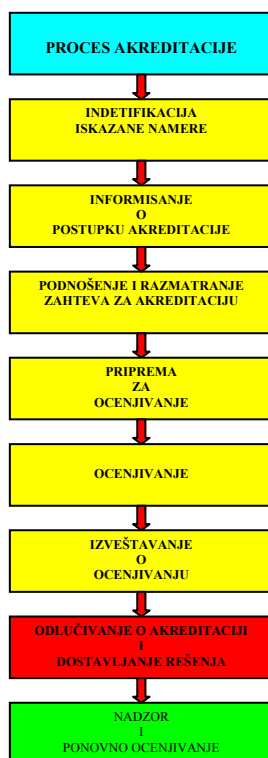 PROCES AKREDITACIJE
INDETIFIKACIJA
ISKAZANE NAMERE
INFORMISANJE
O
POSTUPKU AKREDITACIJE
PODNOŠENJE I RAZMATRANJE
ZAHTEVA ZA AKREDITACIJU
PRIPREMA
ZA
OCENJIVANJE
OCENJIVANJE
IZVEŠTAVANJE
O
OCENJIVANJU
ODLUČIVANJE O AKREDITACIJI
I
DOSTAVLJANJE REŠENJA
NADZOR
I
PONOVNO OCENJIVANJE